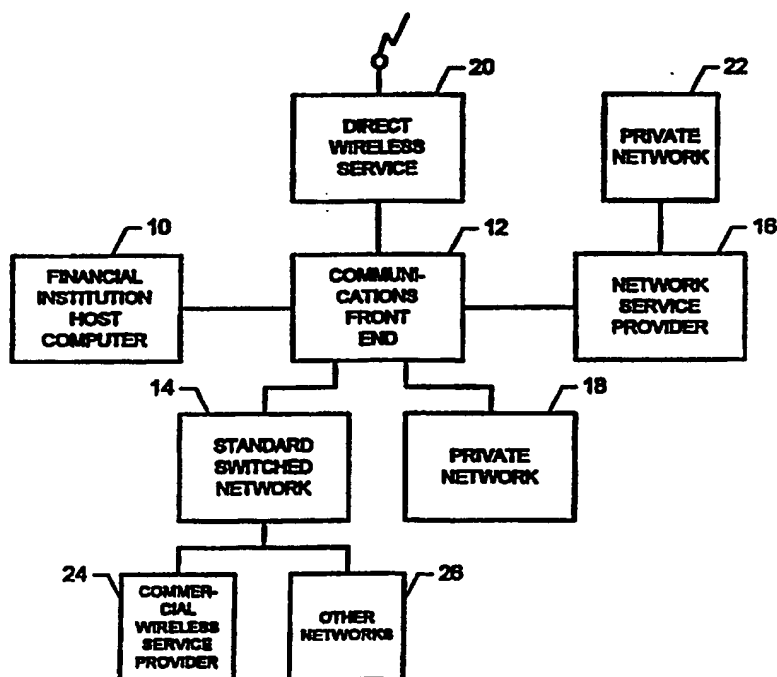 20
DIRECT
WIRELESS
SERVICE
22
PRIVATE
NETWORK
10
FINANCIAL
INSTITUTION
HOST
COMPUTER
12
COMMUNI-
CATIONS
FRONT
END
16
NETWORK
SERVICE
PROVIDER
14
STANDARD
SWITCHED
NETWORK
18
PRIVATE
NETWORK
24
COMMER-
CIAL
WIRELESS
SERVICE
PROVIDER
26
OTHER
NETWORKS